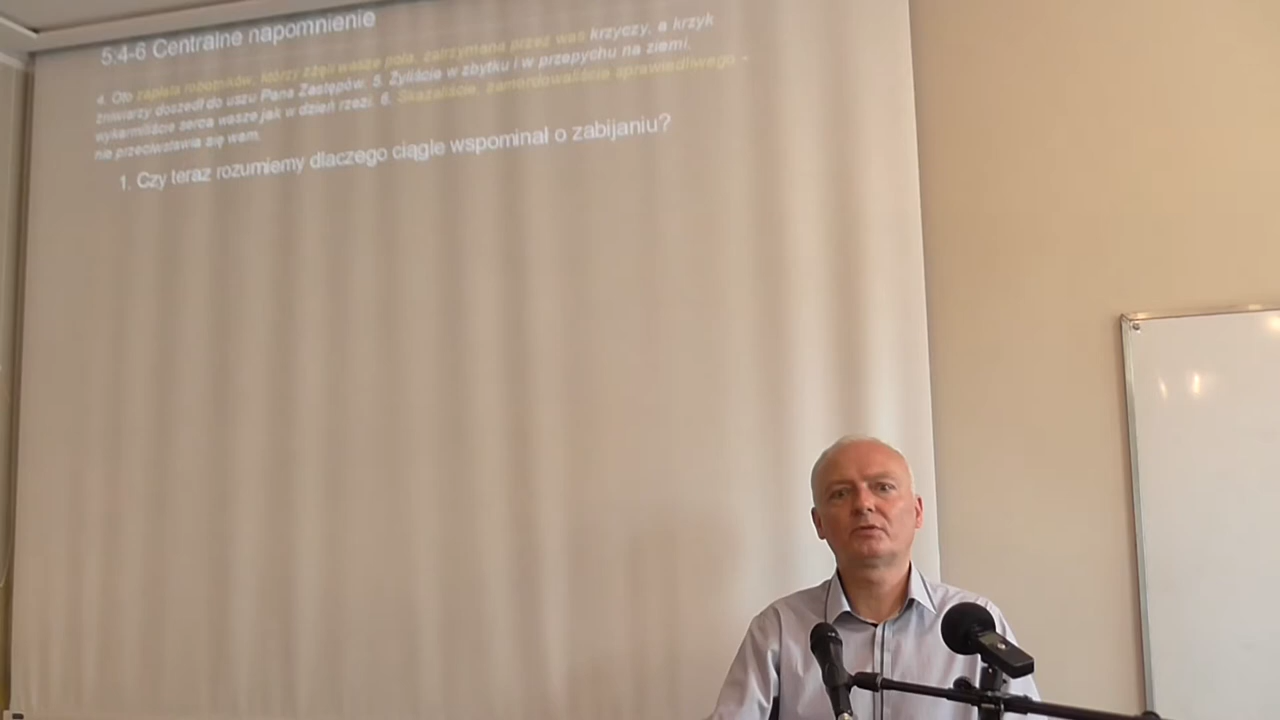 5:4-6 Centralne napomnienie
4. Oto zapłata robotników, którzy zżęli wasze pola, zatrzymana przez was krzyczy, a krzyk
żniwiarzy doszedł do uszu Pana Zastępów. 5. Żyliście w zbytku i w przepychu na ziemi,
wykarmiliście serca wasze jak w dzień rzezi. 6. Skazaliście, zamordowaliście sprawiedliwego -
nie przeciwstawia się wam.
1. Czy teraz rozumiemy dlaczego ciągle wspominał o zabijaniu?